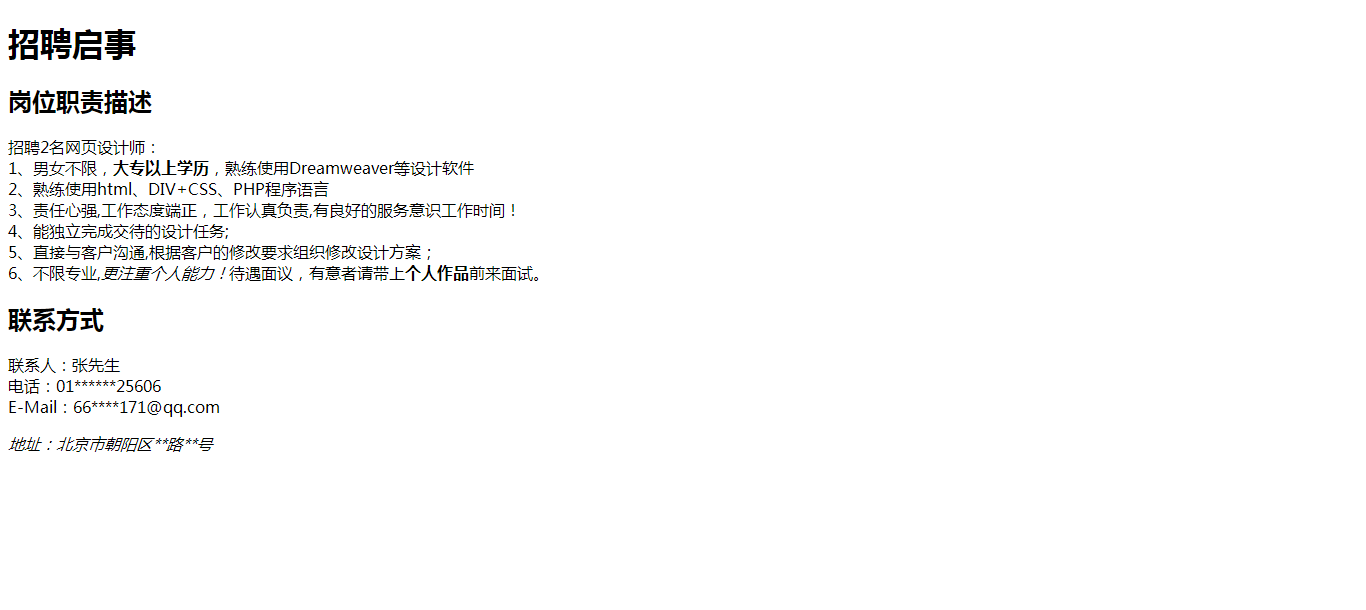 招聘启事
岗位职责描述
招聘2名网页设计师：
1、男女不限，大专以上学历，熟练使用Dreamweaver等设计软件
2、熟练使用html、DIV+CSS、PHP程序语言
3、责任心强,工作态度端正，工作认真负责,有良好的服务意识工作时间！
4、能独立完成交待的设计任务;
5、直接与客户沟通,根据客户的修改要求组织修改设计方案；
6、不限专业,更注重个人能力！待遇面议，有意者请带上个人作品前来面试。
联系方式
联系人：张先生
电话：01******25606
E-Mail：66****171@qq.com
地址：北京市朝阳区**路**号